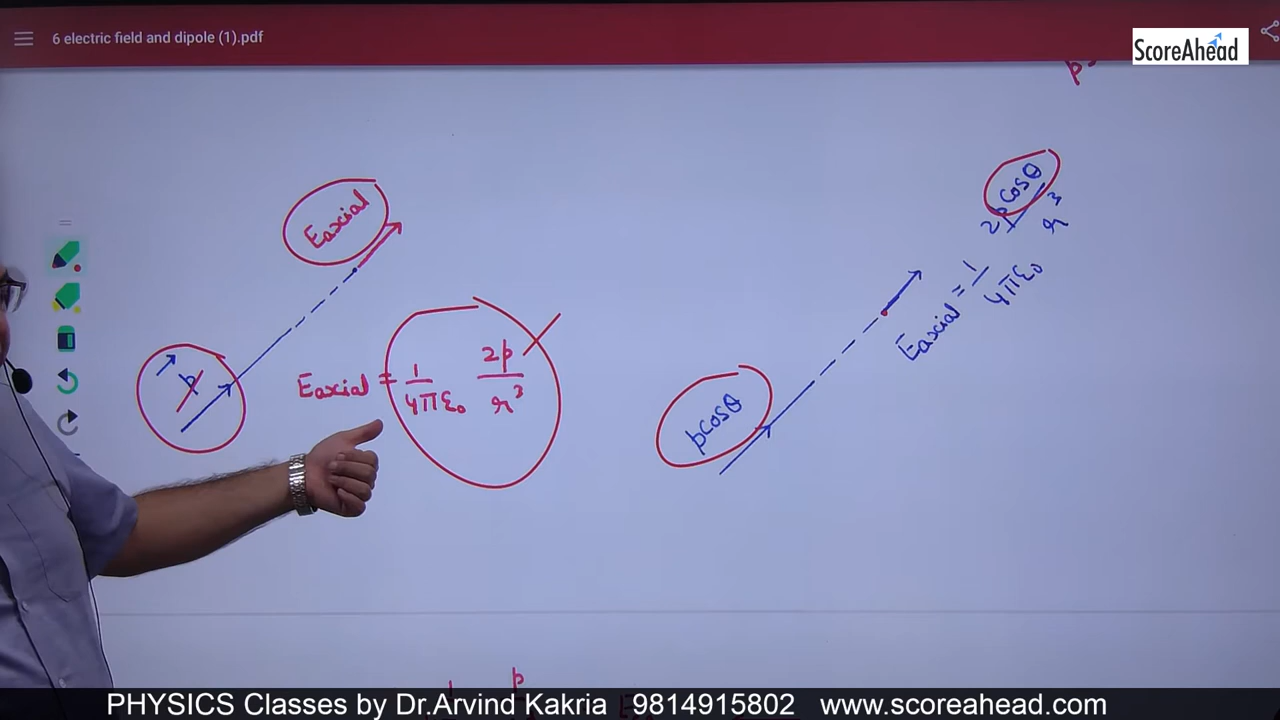 6 electric field and dipole (1).pdf
ScoreAhead
Eaxial
p
Eaxial = 1/4πε₀ 2p/r³
pcosθ
Eaxial = 1/4πε₀ 2pcosθ/r³
p
PHYSICS Classes by Dr.Arvind Kakria 9814915802 www.scoreahead.com